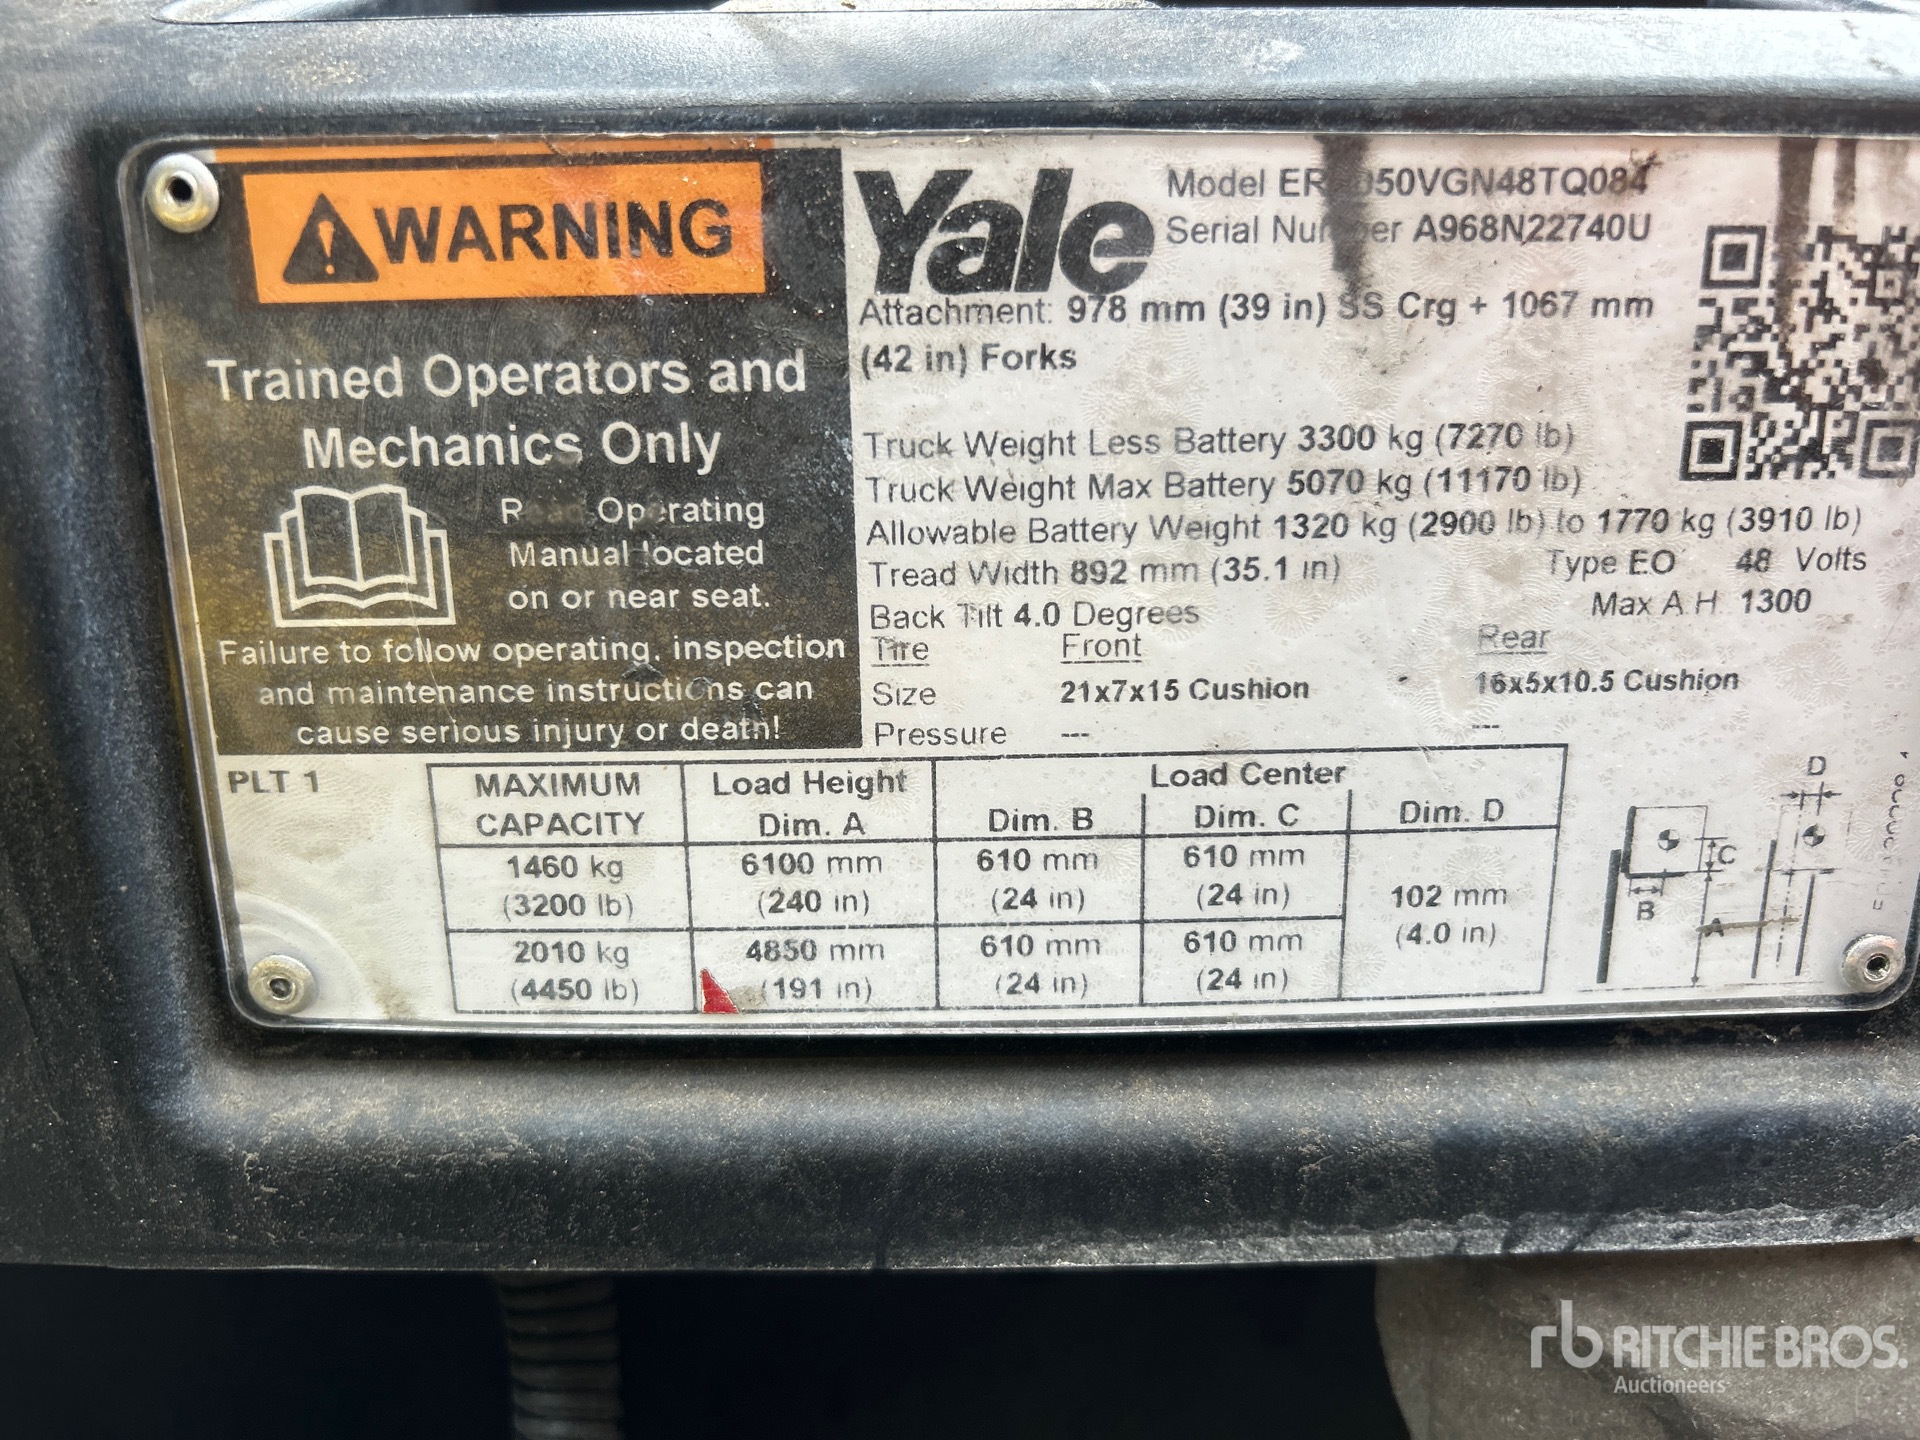 WARNING
Trained Operators and
Mechanics Only
Operating
Manual located
on or near seat.
Failure to follow operating, inspection
and maintenance instructions can
cause serious injury or death!
Yale
Model
Serial Number A968N22740U
Attachment: 978 mm (39 in) SS Crg + 1067 mm
(42 in) Forks
Truck Weight Less Battery 3300 kg (7270 lb)
Truck Weight Max Battery 5070 kg (11170 lb)
Allowable Battery Weight 1320 kg (2900 lb) to 1770 kg (3910 lb)
Tread Width 892 mm (35.1 in) Type EO 48 Volts
Back Tilt 4.0 Degrees Max A.H. 1300
Tire Front Rear
Size 21x7x15 Cushion 16x5x10.5 Cushion
Pressure --- ---
PLT 1
MAXIMUM CAPACITY
Load Height Dim. A
Load Center
Dim. B Dim. C Dim. D
1460 kg 6100 mm 610 mm 610 mm
(3200 lb) (240 in) (24 in) (24 in)
102 mm
(4.0 in)
2010 kg 4850 mm 610 mm 610 mm
(4450 lb) (191 in) (24 in) (24 in)
D
C
B
A
rb RITCHIE BROS.
Auctioneers